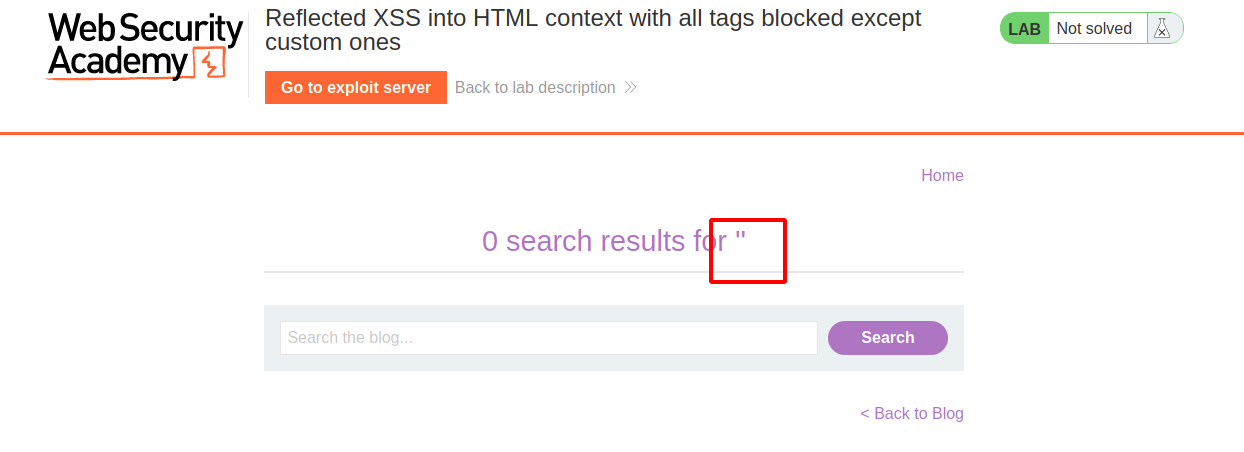 Web Security
Academy
Reflected XSS into HTML context with all tags blocked except
custom ones
LAB Not solved
Go to exploit server Back to lab description
Home
0 search results for ''
Search the blog... Search
< Back to Blog